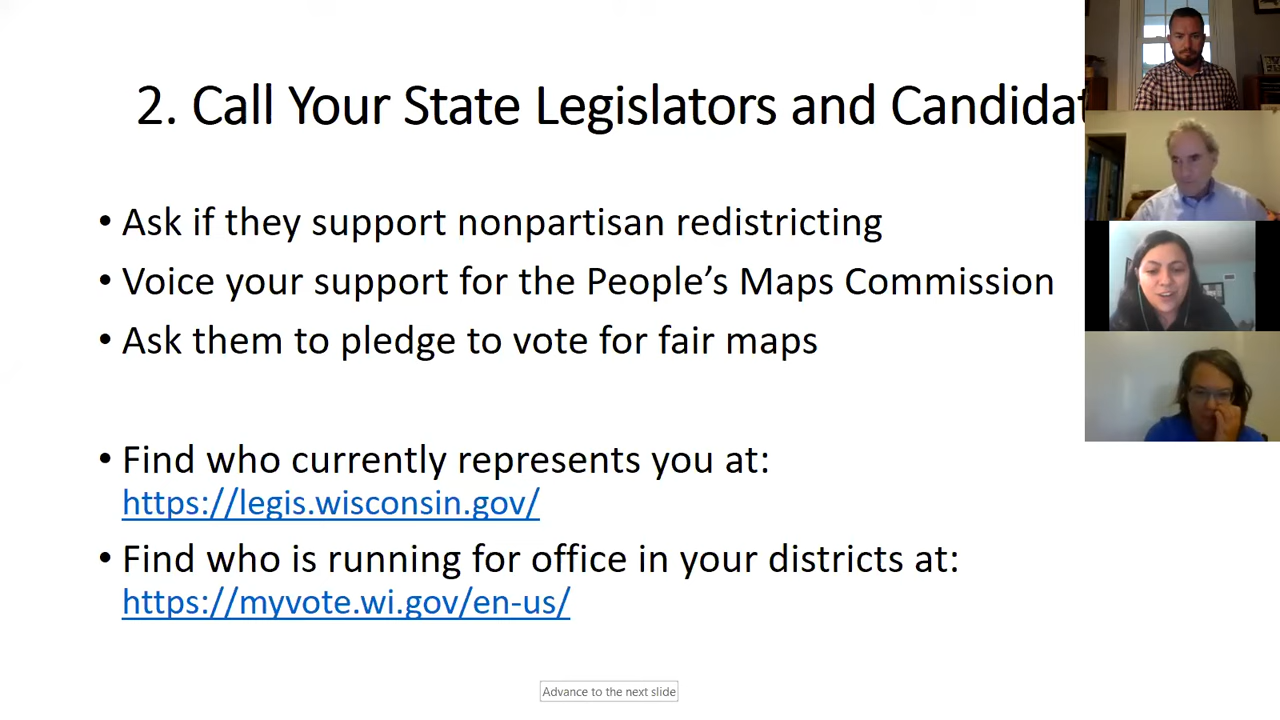 2. Call Your State Legislators and Candidat
• Ask if they support nonpartisan redistricting
• Voice your support for the People’s Maps Commission
• Ask them to pledge to vote for fair maps
• Find who currently represents you at:
https://legis.wisconsin.gov/
• Find who is running for office in your districts at:
https://myvote.wi.gov/en-us/
Advance to the next slide